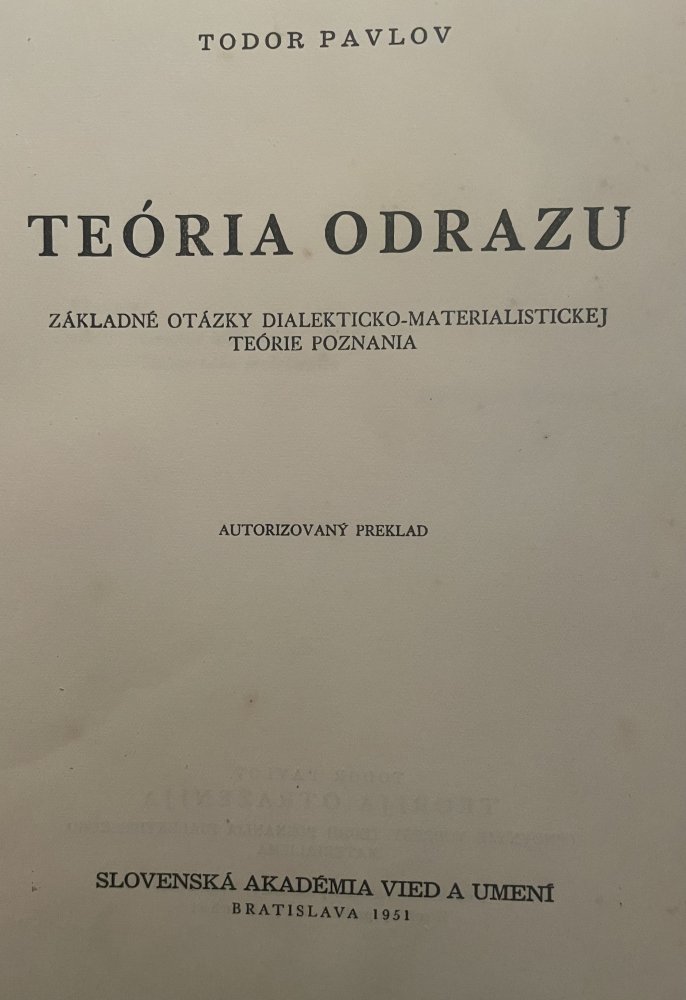 TODOR PAVLOV
TEÓRIA ODRAZU
ZÁKLADNÉ OTÁZKY DIALEKTICKO-MATERIALISTICKEJ
TEÓRIE POZNANIA
AUTORIZOVANÝ PREKLAD
SLOVENSKÁ AKADÉMIA VIED A UMENÍ
BRATISLAVA 1951